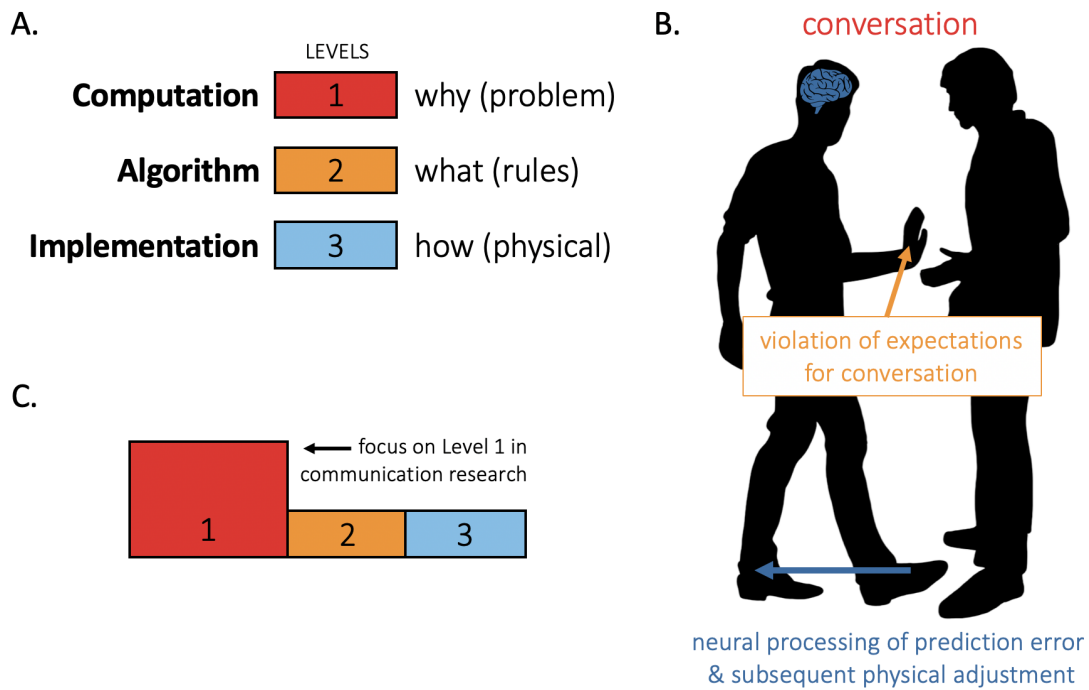 A.
LEVELS
Computation 1 why (problem)
Algorithm 2 what (rules)
Implementation 3 how (physical)
B.
conversation
violation of expectations
for conversation
neural processing of prediction error
& subsequent physical adjustment
C.
focus on Level 1 in
communication research
1 2 3